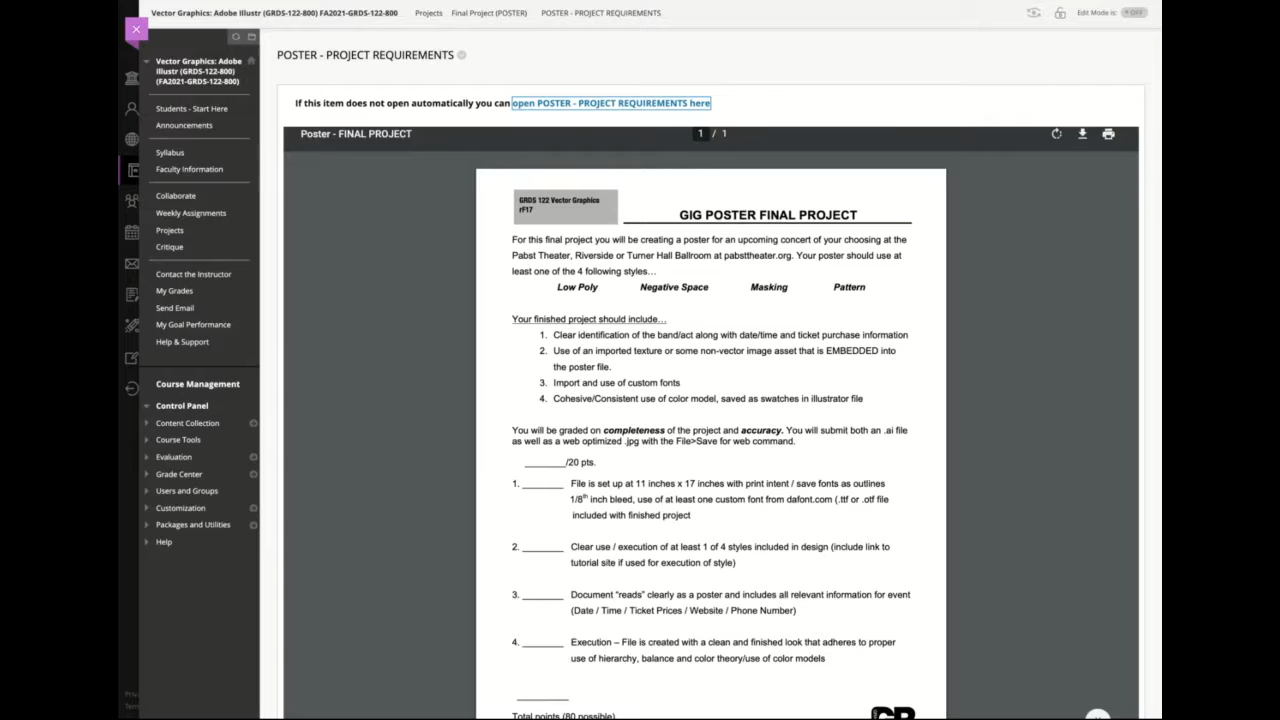 Vector Graphics: Adobe Illustr (GRDS-122-800) FA2021-GRDS-122-800 Projects Final Project (POSTER) POSTER - PROJECT REQUIREMENTS Edit Mode is: OFF
Vector Graphics: Adobe
Illustr (GRDS-122-800)
(FA2021-GRDS-122-800)
Students - Start Here
Announcements
Syllabus
Faculty Information
Collaborate
Weekly Assignments
Projects
Critique
Contact the Instructor
My Grades
Send Email
My Goal Performance
Help & Support
Course Management
Control Panel
Content Collection
Course Tools
Evaluation
Grade Center
Users and Groups
Customization
Packages and Utilities
Help
POSTER - PROJECT REQUIREMENTS
If this item does not open automatically you can open POSTER - PROJECT REQUIREMENTS here
Poster - FINAL PROJECT 1 / 1
GRDS 122 Vector Graphics
rF17
GIG POSTER FINAL PROJECT
For this final project you will be creating a poster for an upcoming concert of your choosing at the
Pabst Theater, Riverside or Turner Hall Ballroom at pabsttheater.org. Your poster should use at
least one of the 4 following styles…
Low Poly Negative Space Masking Pattern
Your finished project should include…
1. Clear identification of the band/act along with date/time and ticket purchase information
2. Use of an imported texture or some non-vector image asset that is EMBEDDED into
the poster file.
3. Import and use of custom fonts
4. Cohesive/Consistent use of color model, saved as swatches in illustrator file
You will be graded on completeness of the project and accuracy. You will submit both an .ai file
as well as a web optimized .jpg with the File>Save for web command.
________/20 pts.
1. ________ File is set up at 11 inches x 17 inches with print intent / save fonts as outlines
1/8th inch bleed, use of at least one custom font from dafont.com (.ttf or .otf file
included with finished project
2. ________ Clear use / execution of at least 1 of 4 styles included in design (include link to
tutorial site if used for execution of style)
3. ________ Document “reads” clearly as a poster and includes all relevant information for event
(Date / Time / Ticket Prices / Website / Phone Number)
4. ________ Execution – File is created with a clean and finished look that adheres to proper
use of hierarchy, balance and color theory/use of color models
Total points (80 possible)